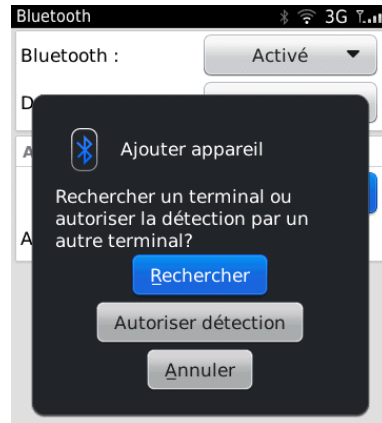 Bluetooth 3G
Bluetooth : Activé
D
A
Ajouter appareil
Rechercher un terminal ou
autoriser la détection par un
autre terminal?
A
Rechercher
Autoriser détection
Annuler